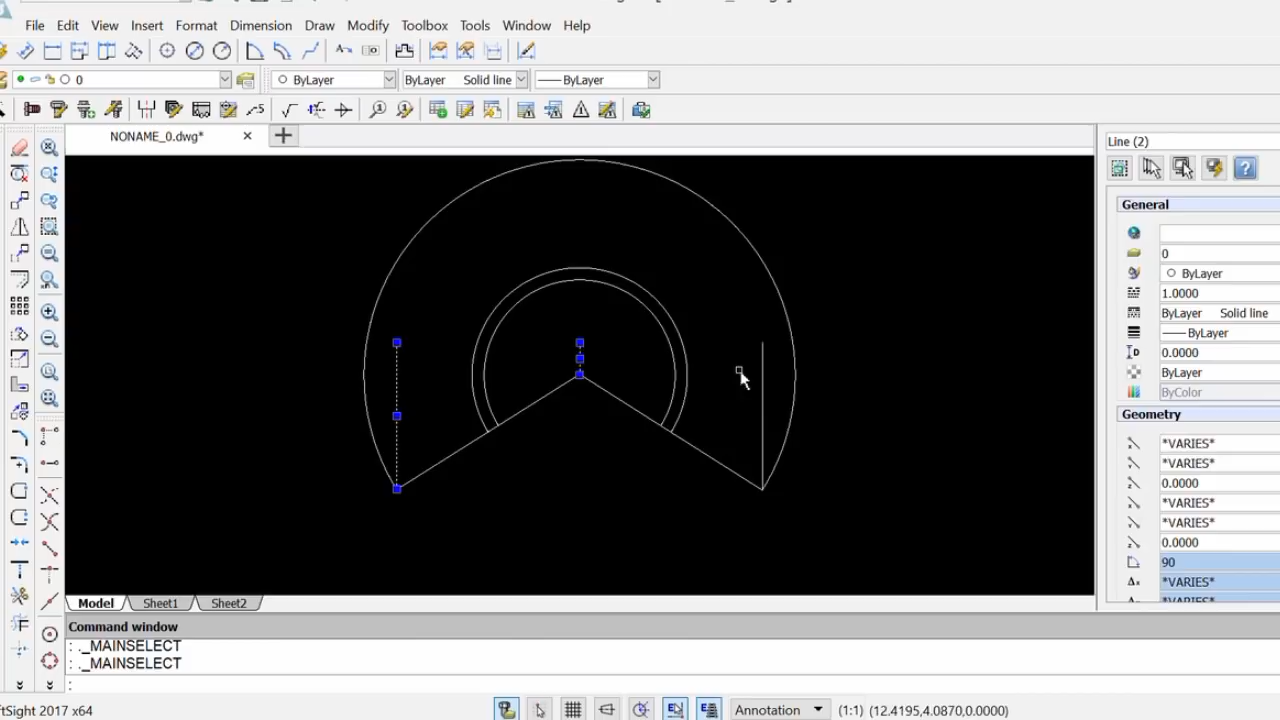 File Edit View Insert Format Dimension Draw Modify Toolbox Tools Window Help
0 ByLayer ByLayer Solid line ByLayer
NONAME_0.dwg*
Line (2)
General
0
ByLayer
1.0000
ByLayer Solid line
ByLayer
0.0000
ByLayer
ByColor
Geometry
*VARIES*
*VARIES*
0.0000
*VARIES*
*VARIES*
0.0000
90
*VARIES*
*VARIES*
Model Sheet1 Sheet2
Command window
: ._MAINSELECT
: ._MAINSELECT
:
ftSight 2017 x64 Annotation (1:1) (12.4195,4.0870,0.0000)